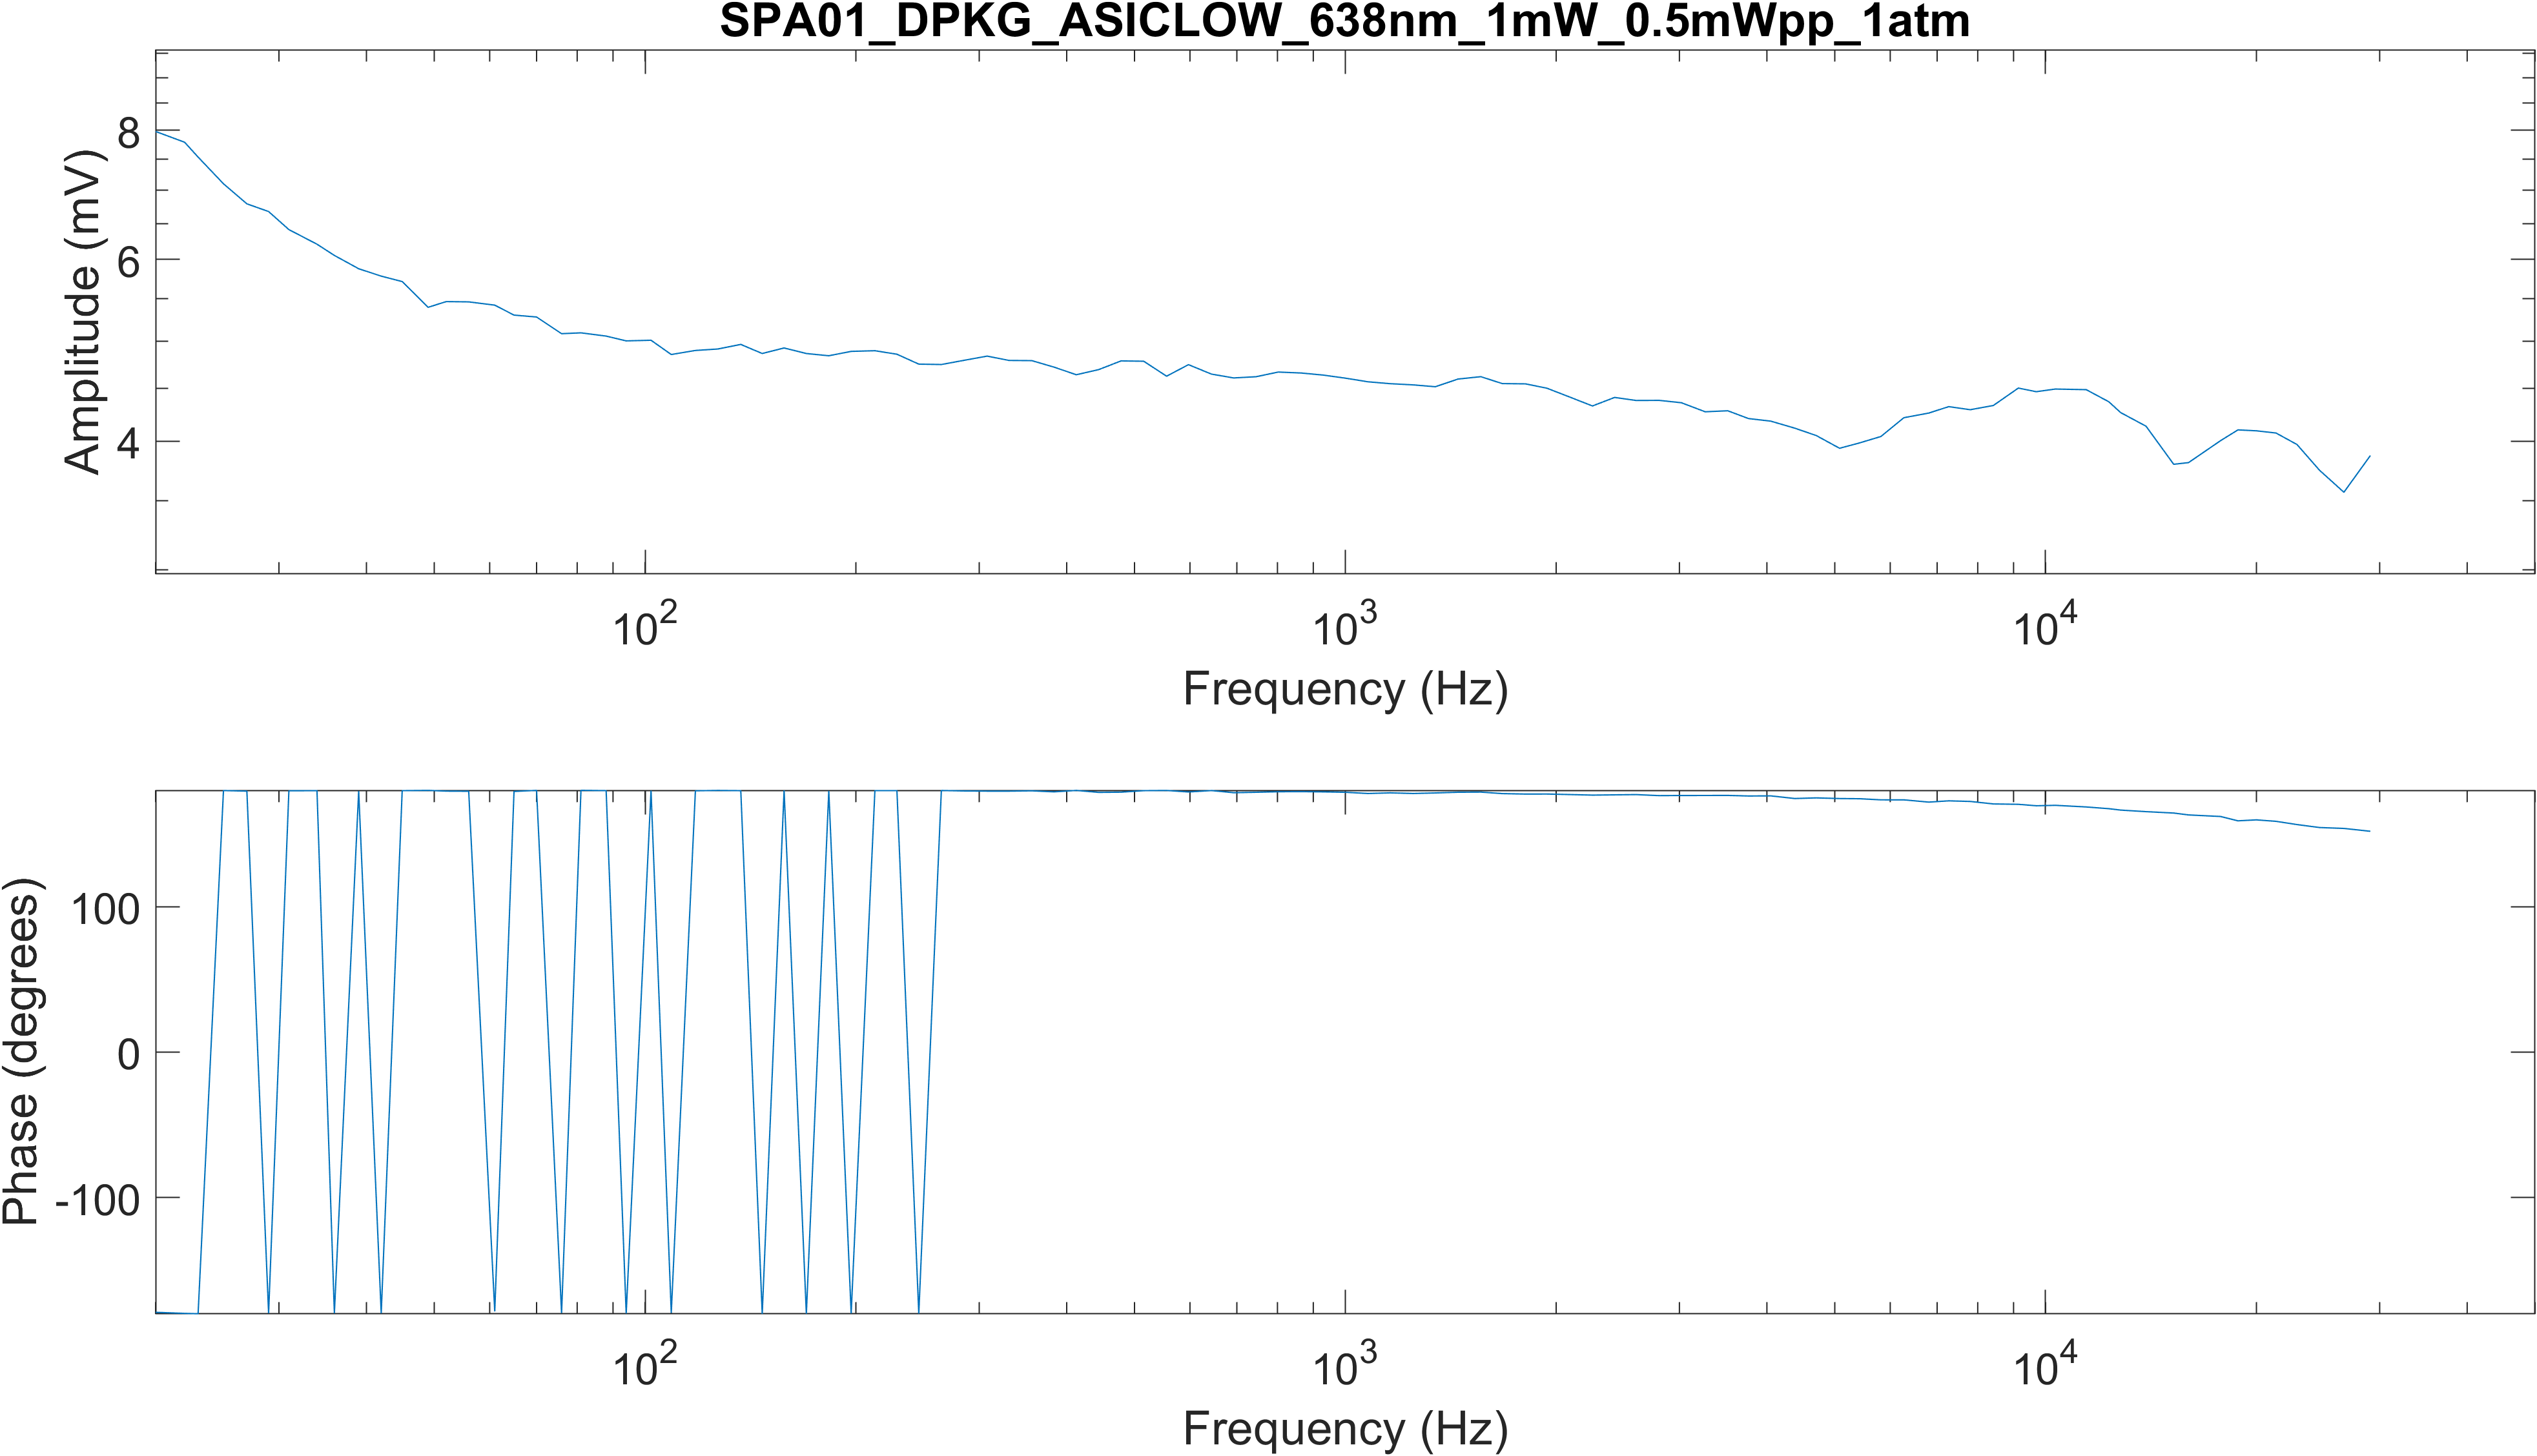 SPA01_DPKG_ASICLOW_638nm_1mW_0.5mWpp_1atm
Amplitude (mV)
8
6
4
10^2
10^3
10^4
Frequency (Hz)
Phase (degrees)
100
0
-100
10^2
10^3
10^4
Frequency (Hz)